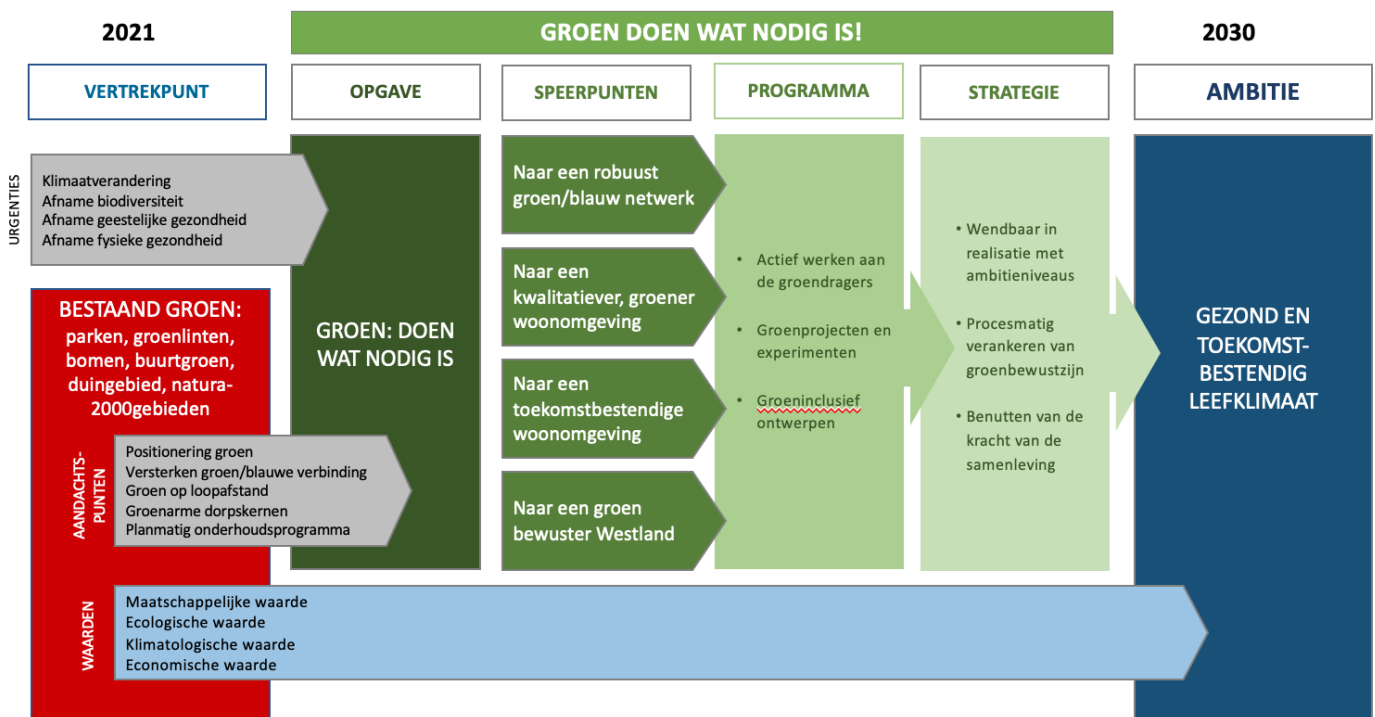 2021
GROEN DOEN WAT NODIG IS!
2030
VERTREKPUNT
OPGAVE
SPEERPUNTEN
PROGRAMMA
STRATEGIE
AMBITIE
URGENTIES
Klimaatverandering
Afname biodiversiteit
Afname geestelijke gezondheid
Afname fysieke gezondheid
BESTAAND GROEN:
parken, groenlinten,
bomen, buurtgroen,
duingebied, natura-
2000gebieden
AANDACHTS-
PUNTEN
Positionering groen
Versterken groen/blauwe verbinding
Groen op loopafstand
Groenarme dorpskernen
Planmatig onderhoudsprogramma
WAARDEN
Maatschappelijke waarde
Ecologische waarde
Klimatologische waarde
Economische waarde
GROEN: DOEN
WAT NODIG IS
Naar een robuust
groen/blauw netwerk
Naar een
kwalitatiever, groener
woonomgeving
Naar een
toekomstbestendige
woonomgeving
Naar een groen
bewuster Westland
• Actief werken aan
de groendragers
• Groenprojecten en
experimenten
• Groeninclusief
ontwerpen
• Wendbaar in
realisatie met
ambitieniveaus
• Procesmatig
verankeren van
groenbewustzijn
• Benutten van de
kracht van de
samenleving
GEZOND EN
TOEKOMST-
BESTENDIG
LEEFKLIMAAT